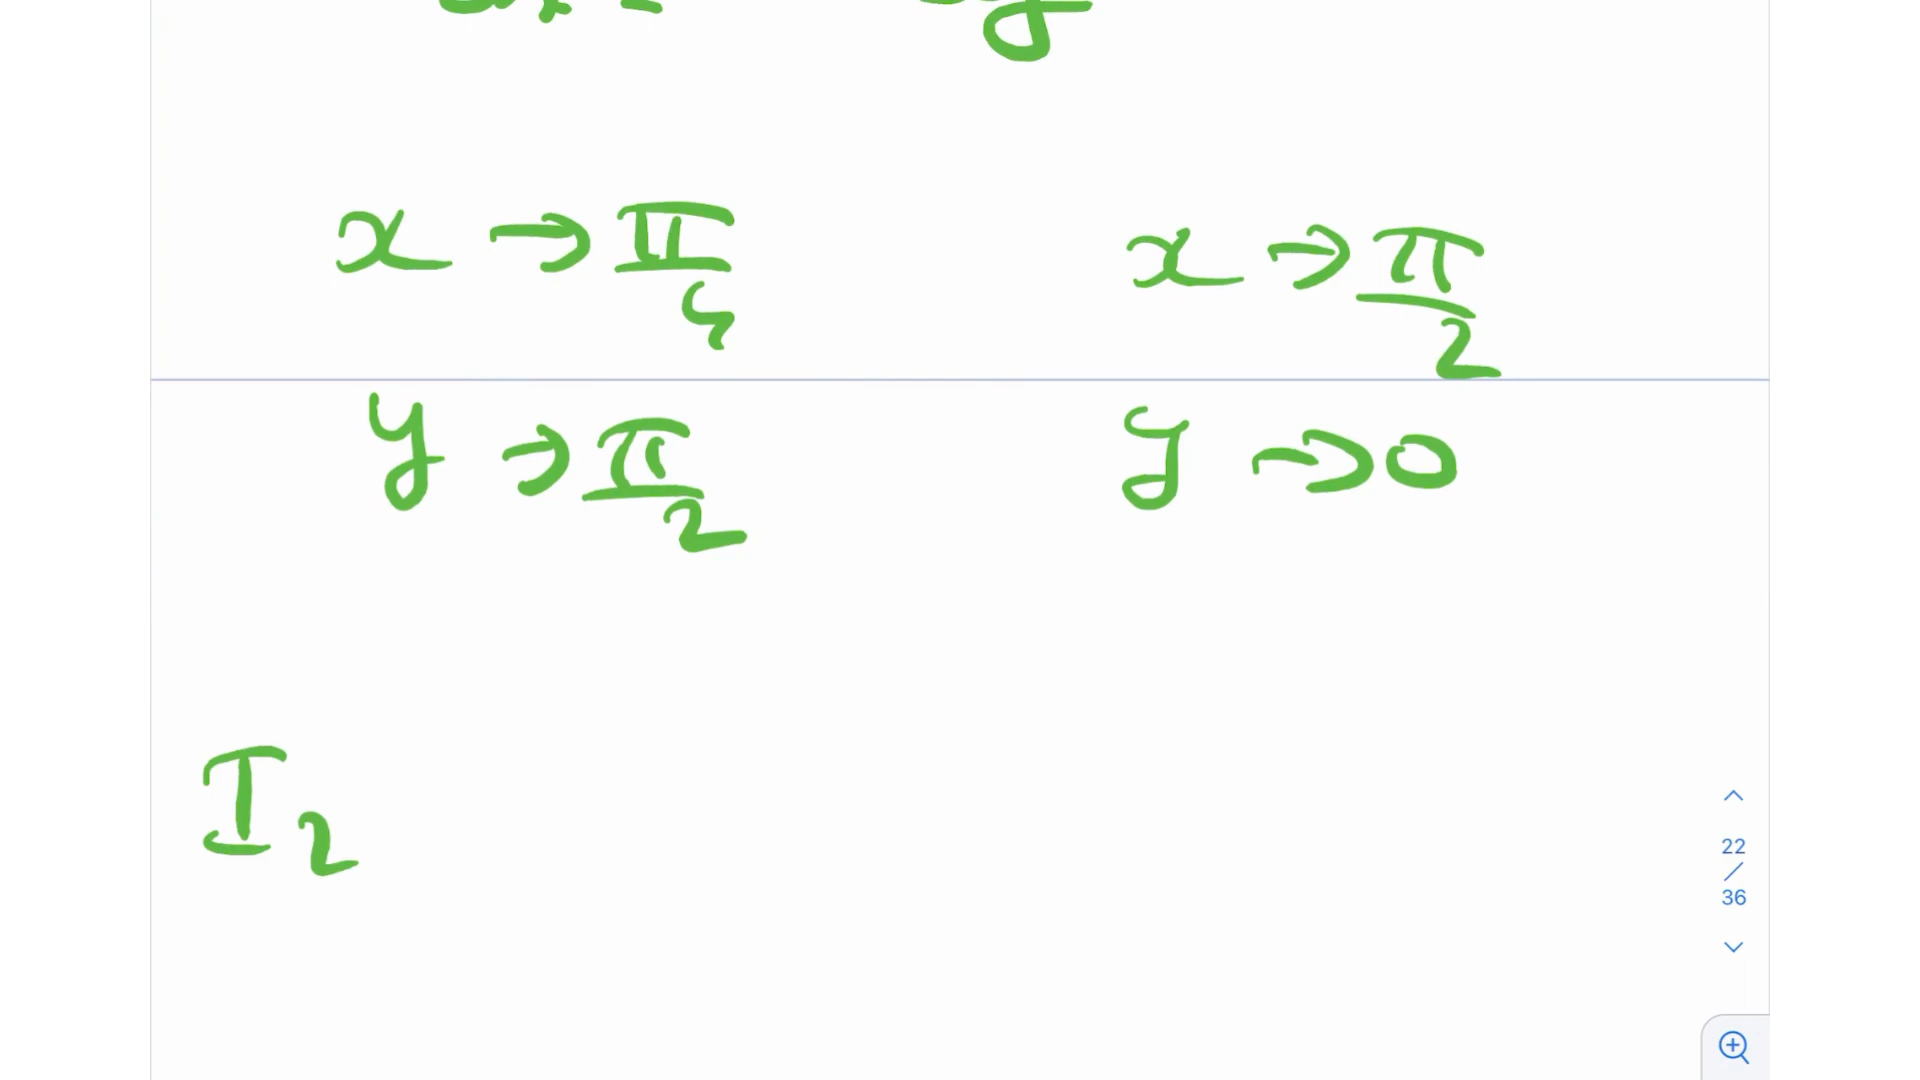 x → π/4 x → π/2
y → π/2 y → 0
I₂
22
/
36